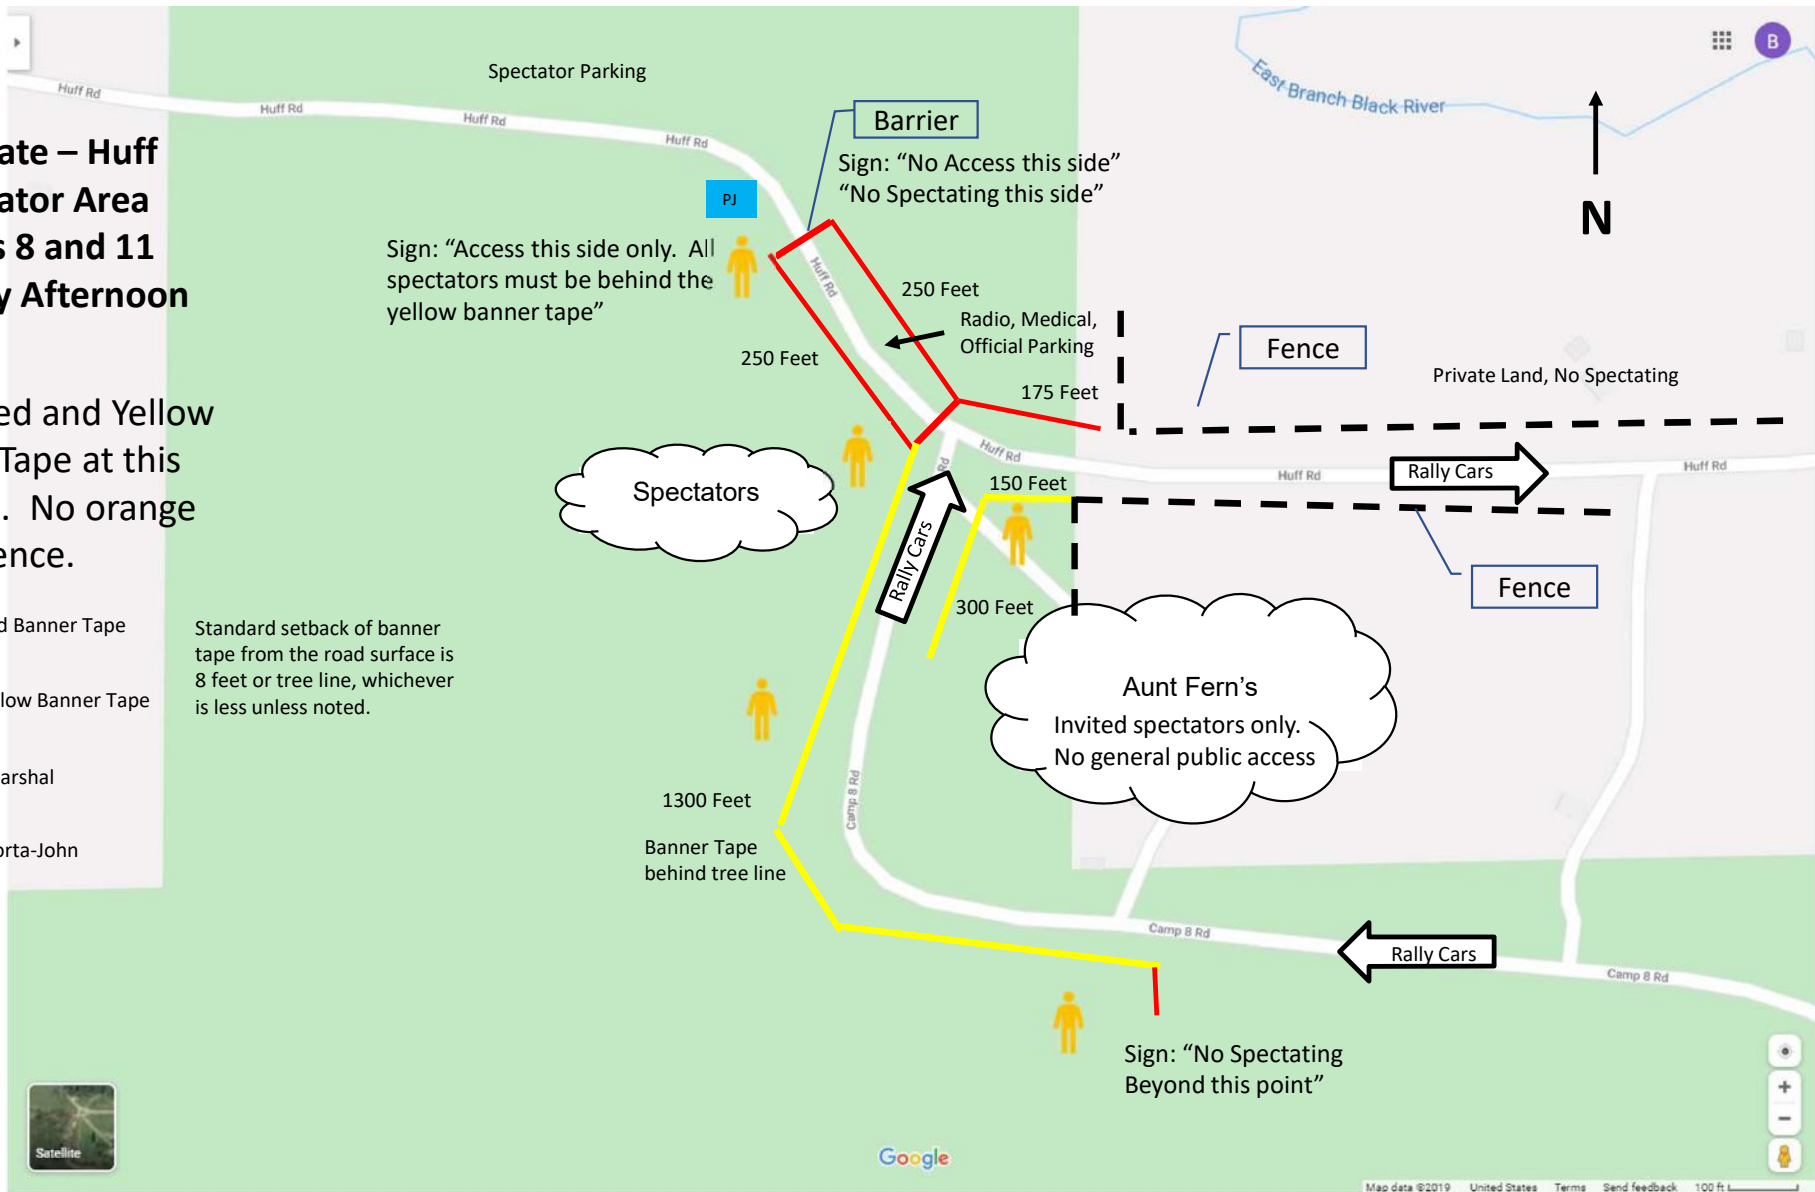 Spectator Parking
Huff Rd
Huff Rd
Huff Rd
Huff Rd
Barrier
Sign: “No Access this side”
“No Spectating this side”
East Branch Black River
B
N
ate – Huff
ator Area
s 8 and 11
y Afternoon
PJ
Sign: “Access this side only. All
spectators must be behind the
yellow banner tape”
Huff Rd
250 Feet
Radio, Medical,
Official Parking
250 Feet
175 Feet
Fence
Private Land, No Spectating
ed and Yellow
Tape at this
. No orange
ence.
Spectators
Rd
Huff Rd
150 Feet
Huff Rd
Rally Cars
Huff Rd
Rally Cars
Fence
300 Feet
d Banner Tape
low Banner Tape
arshal
orta-John
Standard setback of banner
tape from the road surface is
8 feet or tree line, whichever
is less unless noted.
Aunt Fern’s
Invited spectators only.
No general public access
1300 Feet
Camp 8 Rd
Banner Tape
behind tree line
Camp 8 Rd
Rally Cars
Camp 8 Rd
Sign: “No Spectating
Beyond this point”
Satellite
Google
Map data ©2019 United States Terms Send feedback 100 ft